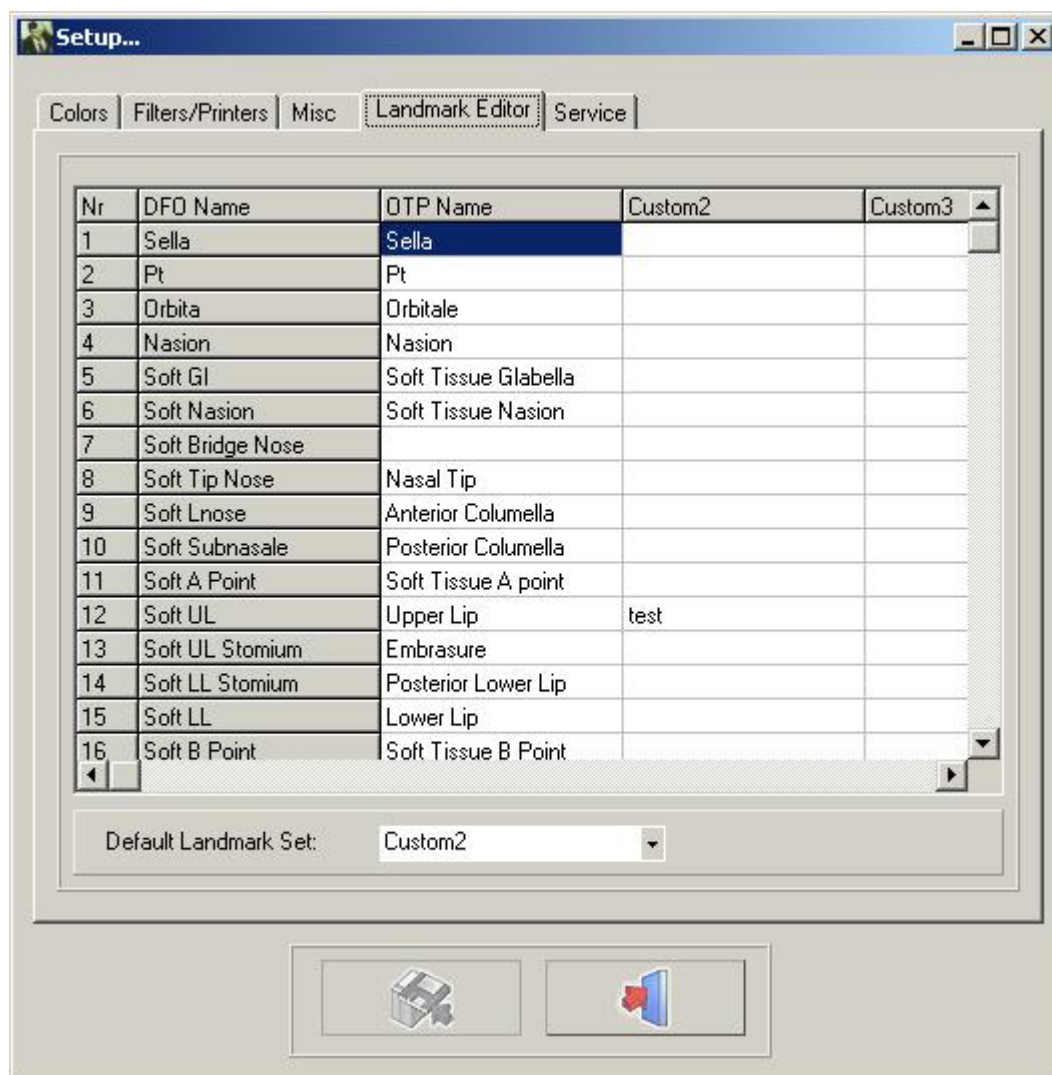 Setup...
Colors Filters/Printers Misc Landmark Editor Service
Nr DFO Name OTP Name Custom2 Custom3
1 Sella Sella
2 Pt Pt
3 Orbita Orbitale
4 Nasion Nasion
5 Soft Gl Soft Tissue Glabella
6 Soft Nasion Soft Tissue Nasion
7 Soft Bridge Nose
8 Soft Tip Nose Nasal Tip
9 Soft Lnose Anterior Columella
10 Soft Subnasale Posterior Columella
11 Soft A Point Soft Tissue A point
12 Soft UL Upper Lip test
13 Soft UL Stomium Embrasure
14 Soft LL Stomium Posterior Lower Lip
15 Soft LL Lower Lip
16 Soft B Point Soft Tissue B Point
Default Landmark Set: Custom2